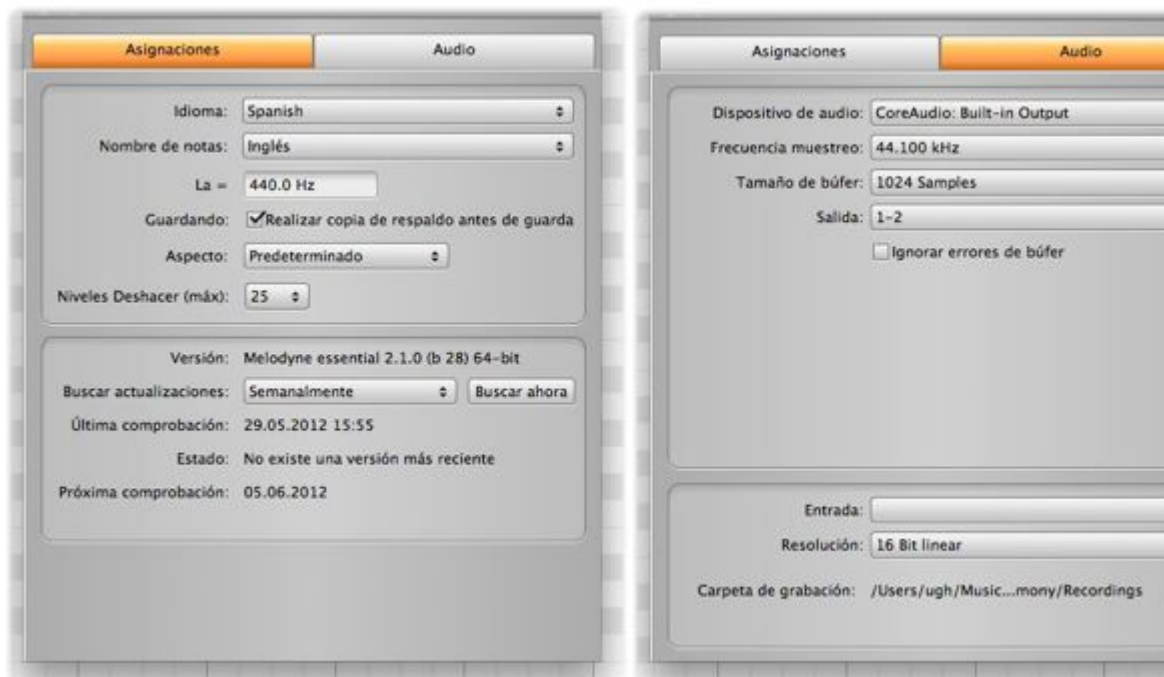 Asignaciones
Audio
Idioma: Spanish
Nombre de notas: Inglés
La = 440.0 Hz
Guardando: Realizar copia de respaldo antes de guarda
Aspecto: Predeterminado
Niveles Deshacer (máx): 25
Versión: Melodyne essential 2.1.0 (b 28) 64-bit
Buscar actualizaciones: Semanalmente Buscar ahora
Última comprobación: 29.05.2012 15:55
Estado: No existe una versión más reciente
Próxima comprobación: 05.06.2012
Asignaciones
Audio
Dispositivo de audio: CoreAudio: Built-in Output
Frecuencia muestreo: 44.100 kHz
Tamaño de búfer: 1024 Samples
Salida: 1-2
Ignorar errores de búfer
Entrada:
Resolución: 16 Bit linear
Carpeta de grabación: /Users/ugh/Music...mony/Recordings